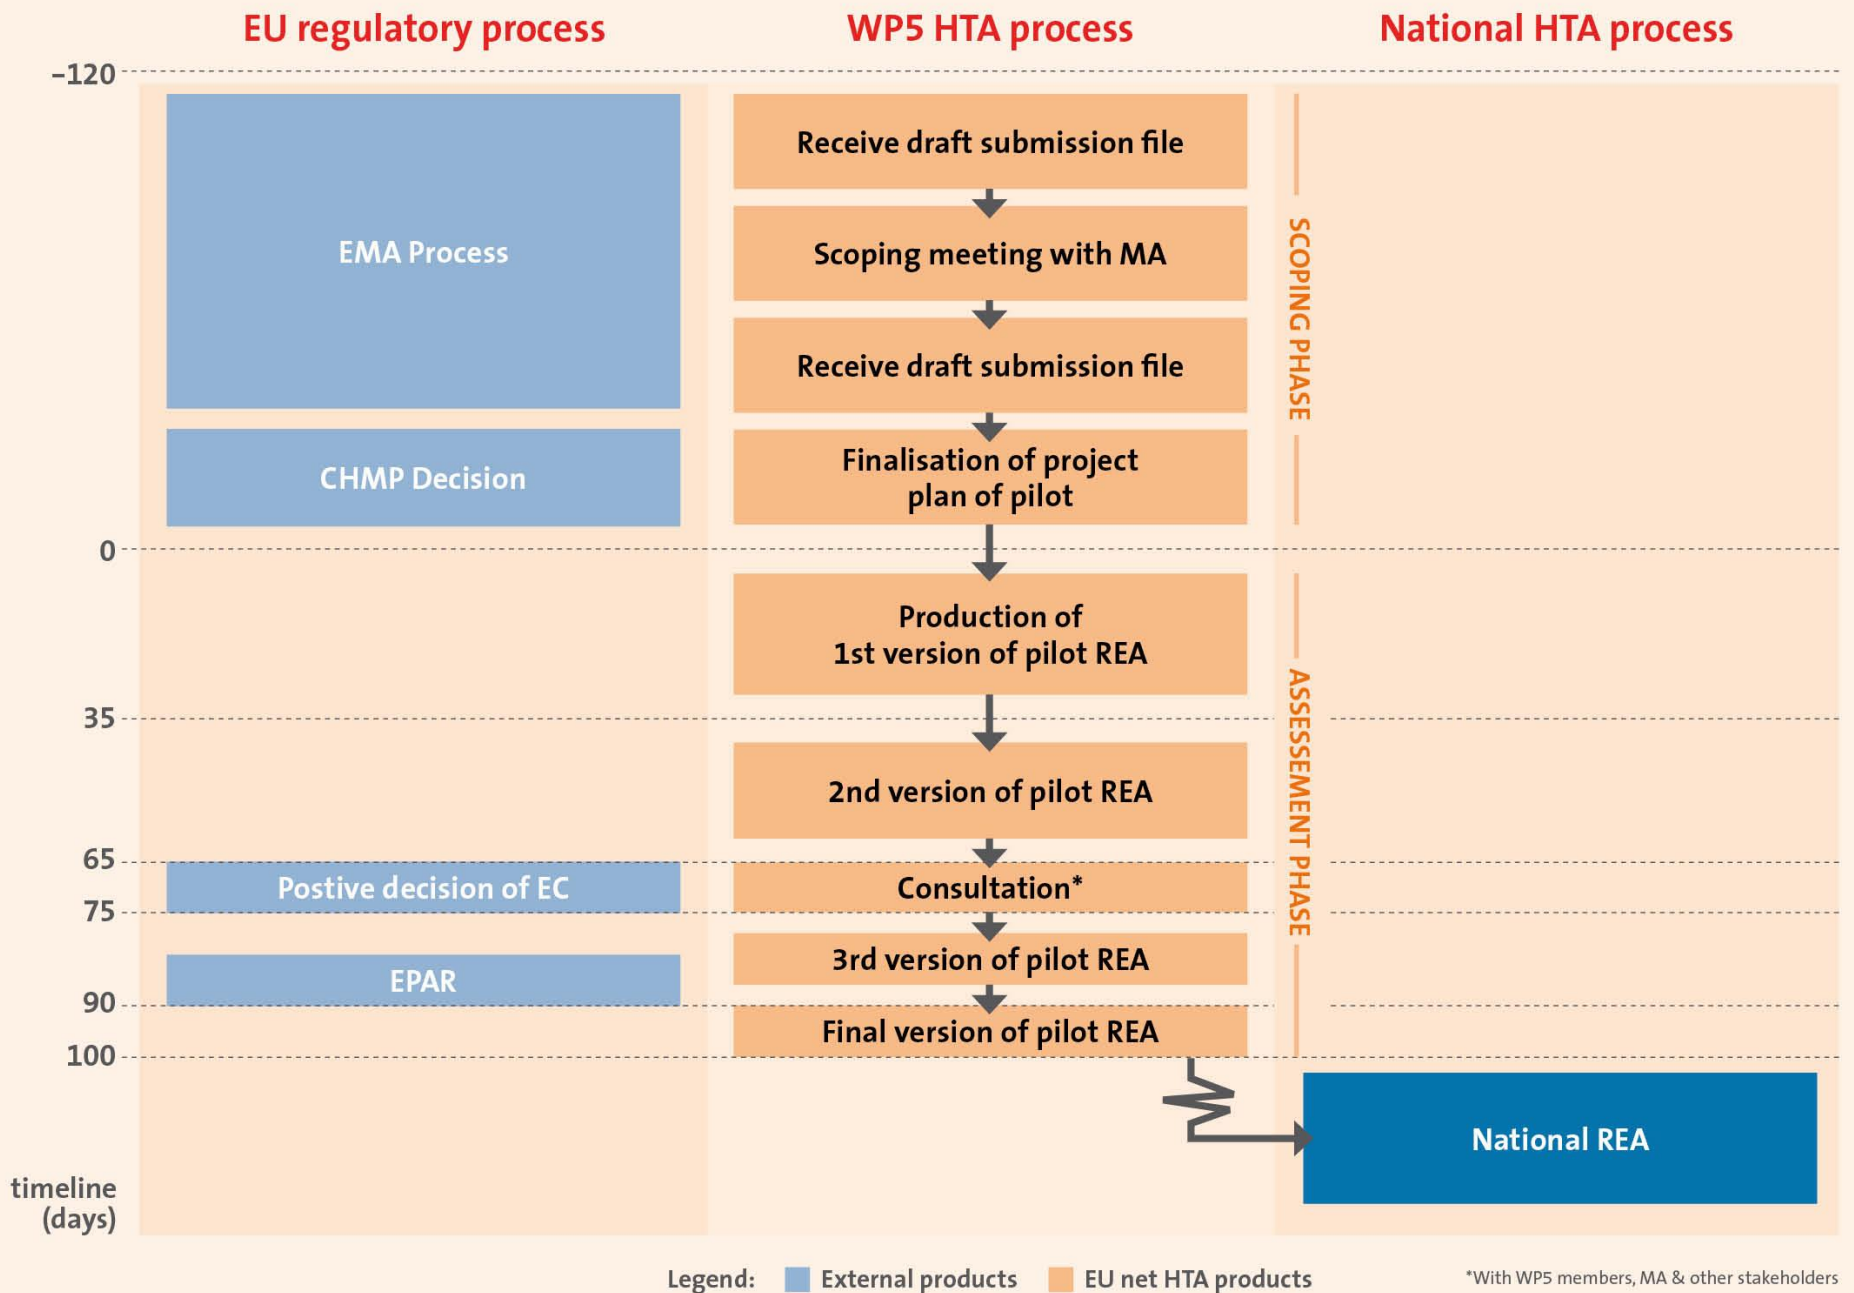 EU regulatory process
WP5 HTA process
National HTA process
–120
EMA Process
Receive draft submission file
Scoping meeting with MA
Receive draft submission file
SCOPING PHASE
CHMP Decision
Finalisation of project
plan of pilot
0
Production of
1st version of pilot REA
35
2nd version of pilot REA
ASSESSEMENT PHASE
65
Postive decision of EC
Consultation*
75
3rd version of pilot REA
EPAR
90
Final version of pilot REA
100
National REA
timeline
(days)
Legend: External products EU net HTA products
*With WP5 members, MA & other stakeholders